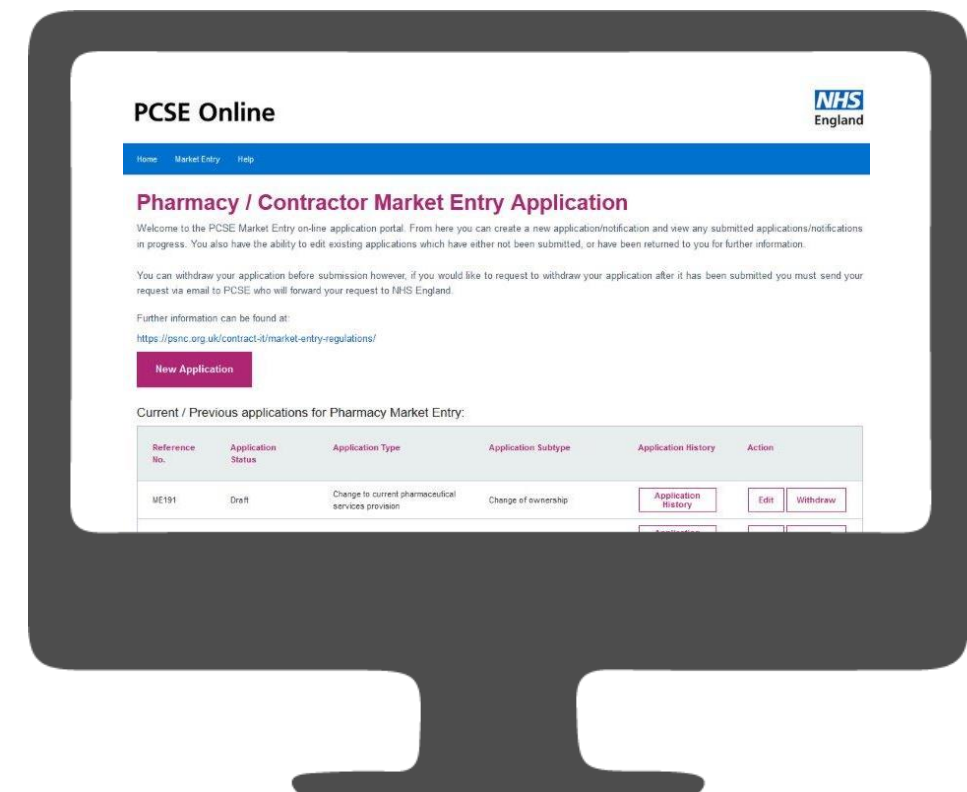 PCSE Online
NHS
England
Home Market Entry Help
Pharmacy / Contractor Market Entry Application
Welcome to the PCSE Market Entry on-line application portal. From here you can create a new application/notification and view any submitted applications/notifications
in progress. You also have the ability to edit existing applications which have either not been submitted, or have been returned to you for further information.
You can withdraw your application before submission however, if you would like to request to withdraw your application after it has been submitted you must send your
request via email to PCSE who will forward your request to NHS England.
Further information can be found at:
https://psnc.org.uk/contract-it/market-entry-regulations/
New Application
Current / Previous applications for Pharmacy Market Entry:
Reference Application Application Type Application Subtype Application History Action
No. Status
ME191 Draft Change to current pharmaceutical Change of ownership Application Edit Withdraw
services provision History